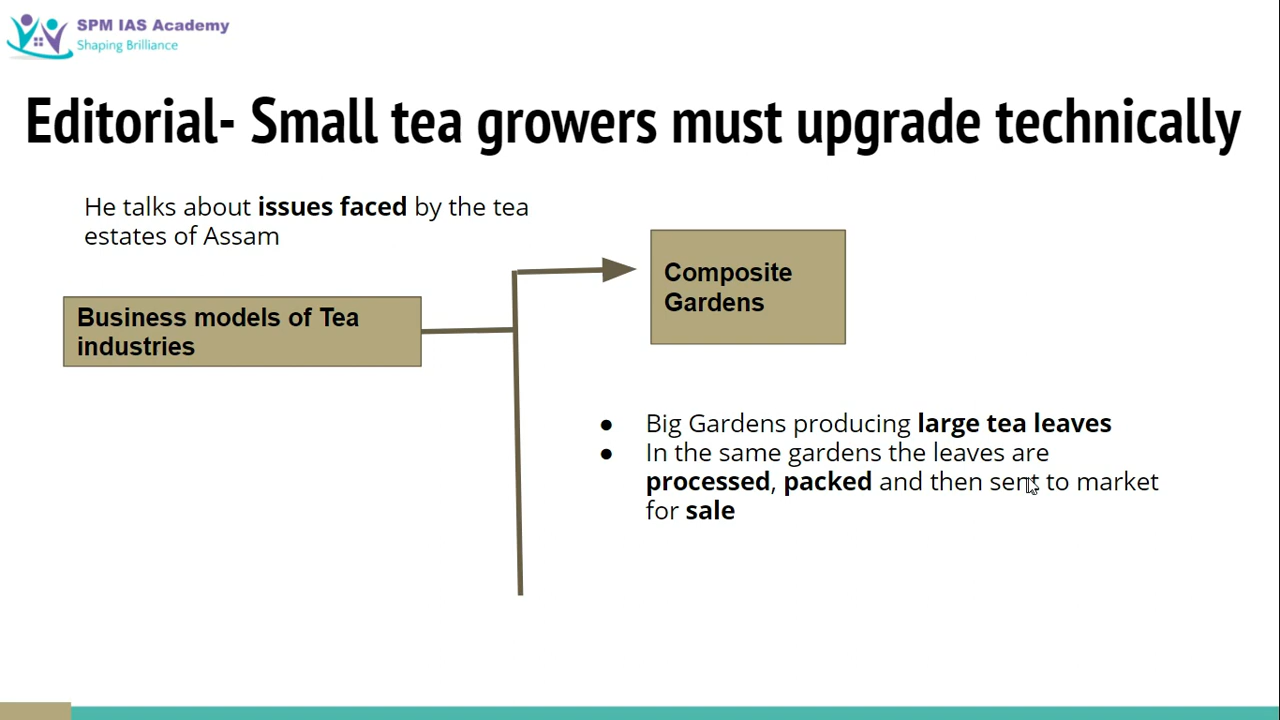 SPM IAS Academy
Shaping Brilliance
Editorial- Small tea growers must upgrade technically
He talks about issues faced by the tea
estates of Assam
Business models of Tea
industries
Composite
Gardens
● Big Gardens producing large tea leaves
● In the same gardens the leaves are
processed, packed and then sent to market
for sale